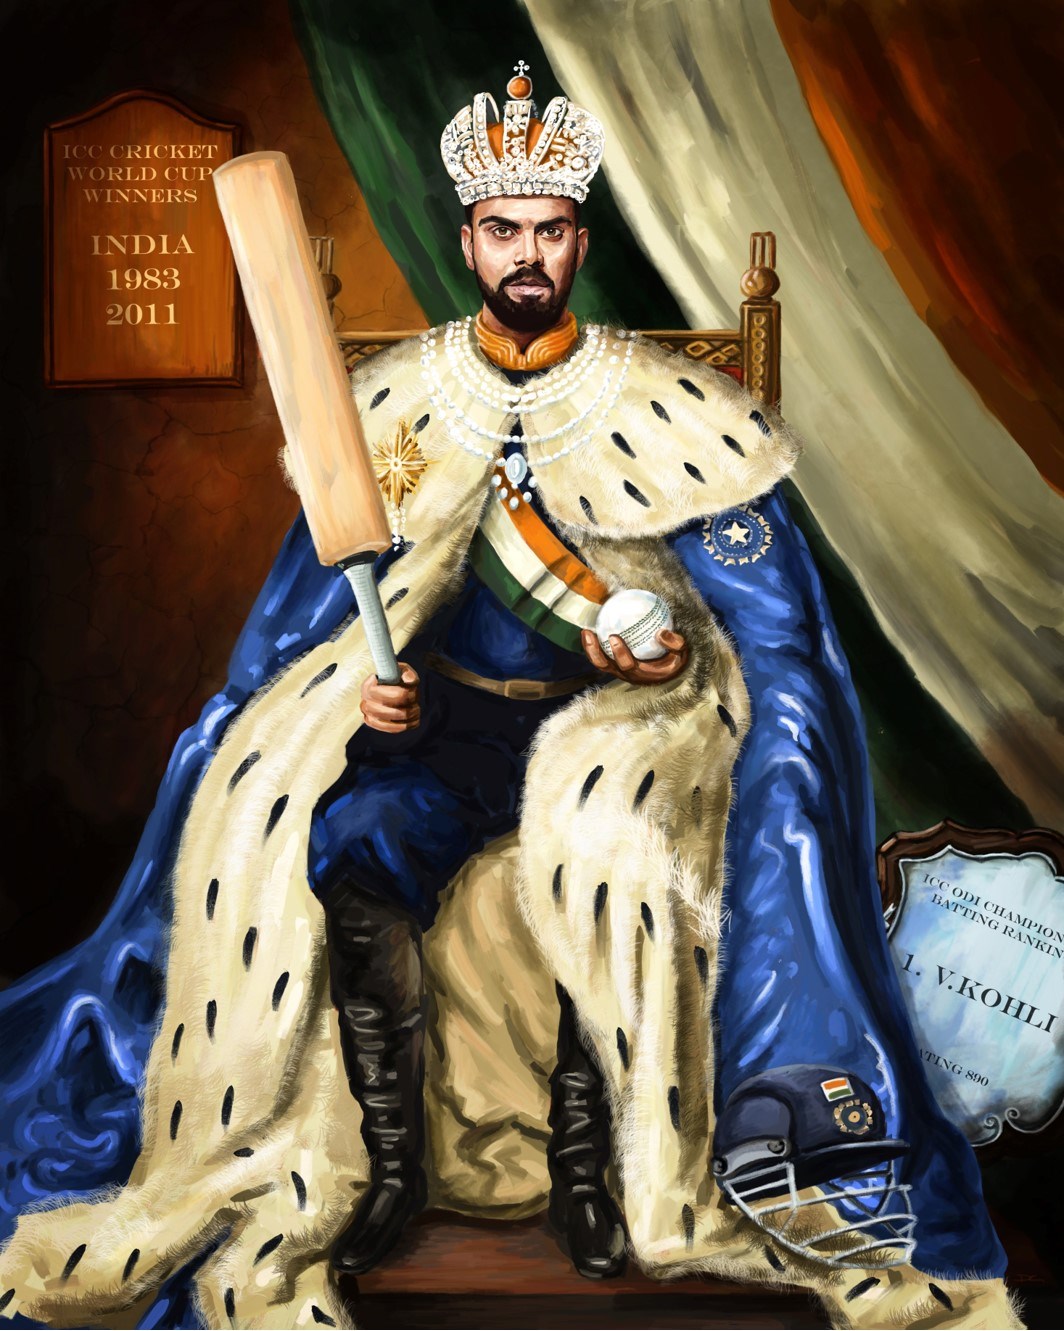 ICC CRICKET
WORLD CUP
WINNERS
INDIA
1983
2011
ICC ODI CHAMPION
BATTING RANKIN
1. V.KOHLI
ATING 890